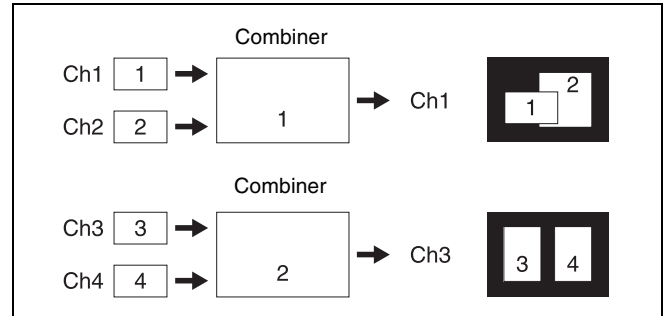 Combiner
Ch1 1
Ch2 2
1
Ch1
1 2
Combiner
Ch3 3
Ch4 4
2
Ch3
3 4